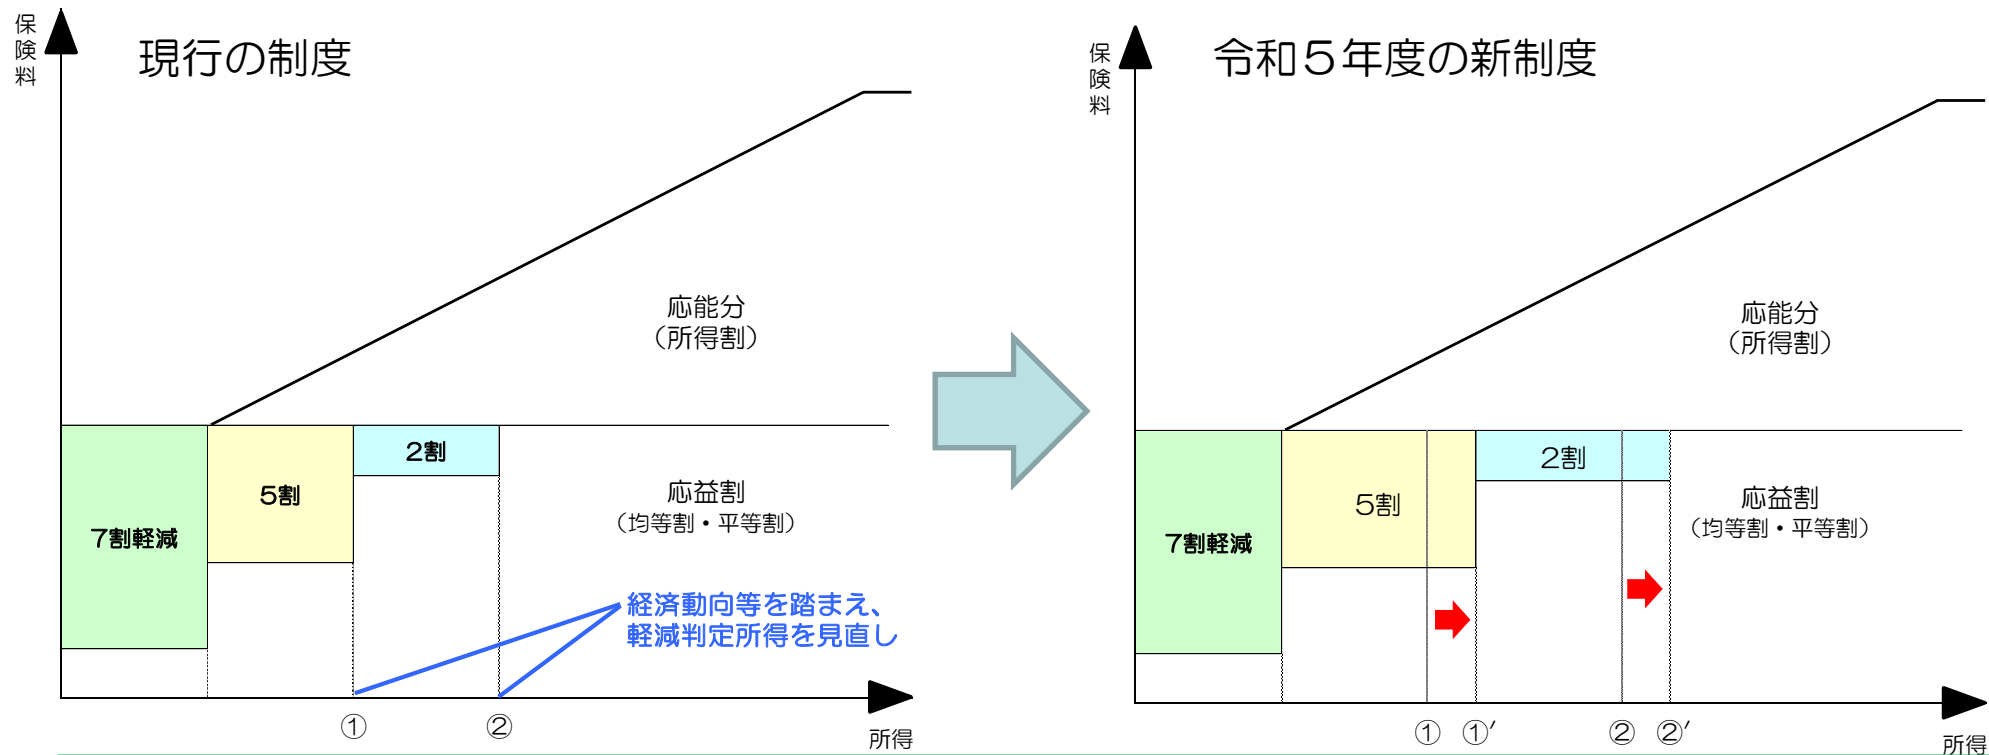 保険料
現行の制度
応能分
（所得割）
7割軽減
5割
2割
応益割
（均等割・平等割）
経済動向等を踏まえ、
軽減判定所得を見直し
①
②
所得
保険料
令和５年度の新制度
応能分
（所得割）
7割軽減
5割
2割
応益割
（均等割・平等割）
①
①′
②
②′
所得